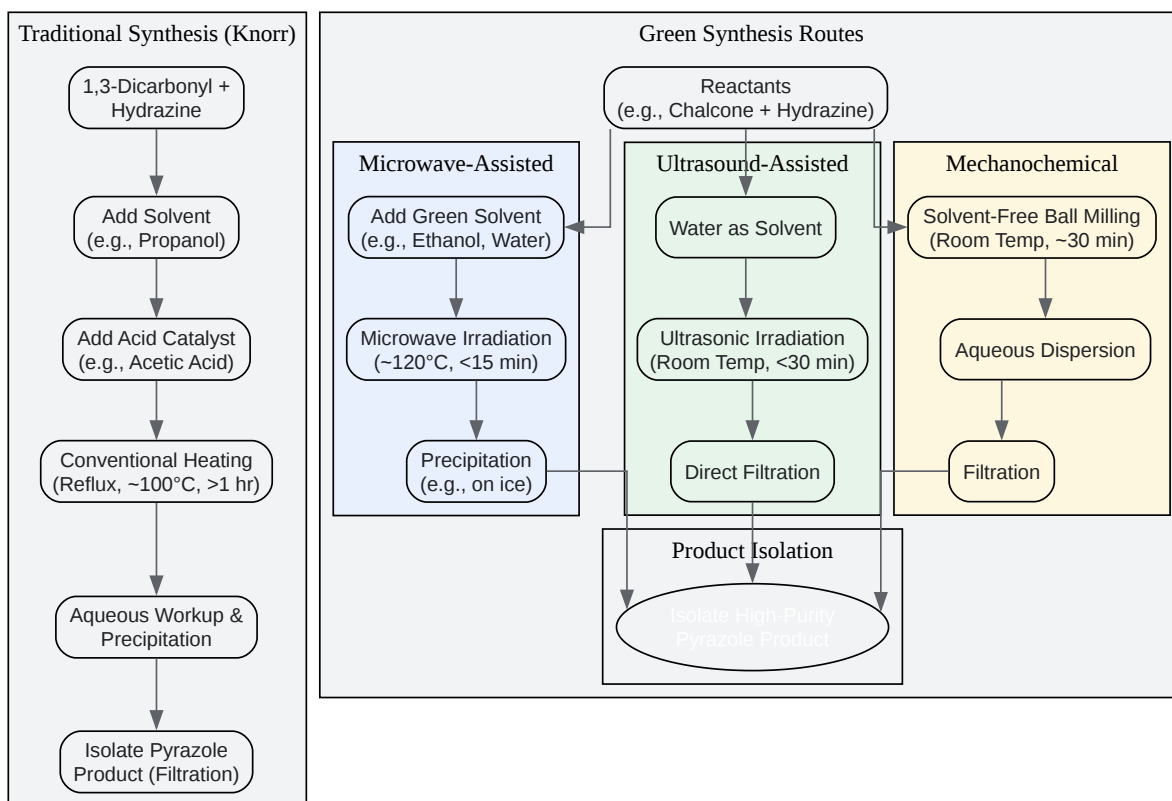 Traditional Synthesis (Knorr)
1,3-Dicarbonyl +
Hydrazine
Add Solvent
(e.g., Propanol)
Add Acid Catalyst
(e.g., Acetic Acid)
Conventional Heating
(Reflux, ~100°C, >1 hr)
Aqueous Workup &
Precipitation
Isolate Pyrazole
Product (Filtration)
Green Synthesis Routes
Reactants
(e.g., Chalcone + Hydrazine)
Microwave-Assisted
Add Green Solvent
(e.g., Ethanol, Water)
Microwave Irradiation
(~120°C, <15 min)
Precipitation
(e.g., on ice)
Ultrasound-Assisted
Water as Solvent
Ultrasonic Irradiation
(Room Temp, <30 min)
Direct Filtration
Mechanochemical
Solvent-Free Ball Milling
(Room Temp, ~30 min)
Aqueous Dispersion
Filtration
Product Isolation
Isolate High-Purity
Pyrazole Product